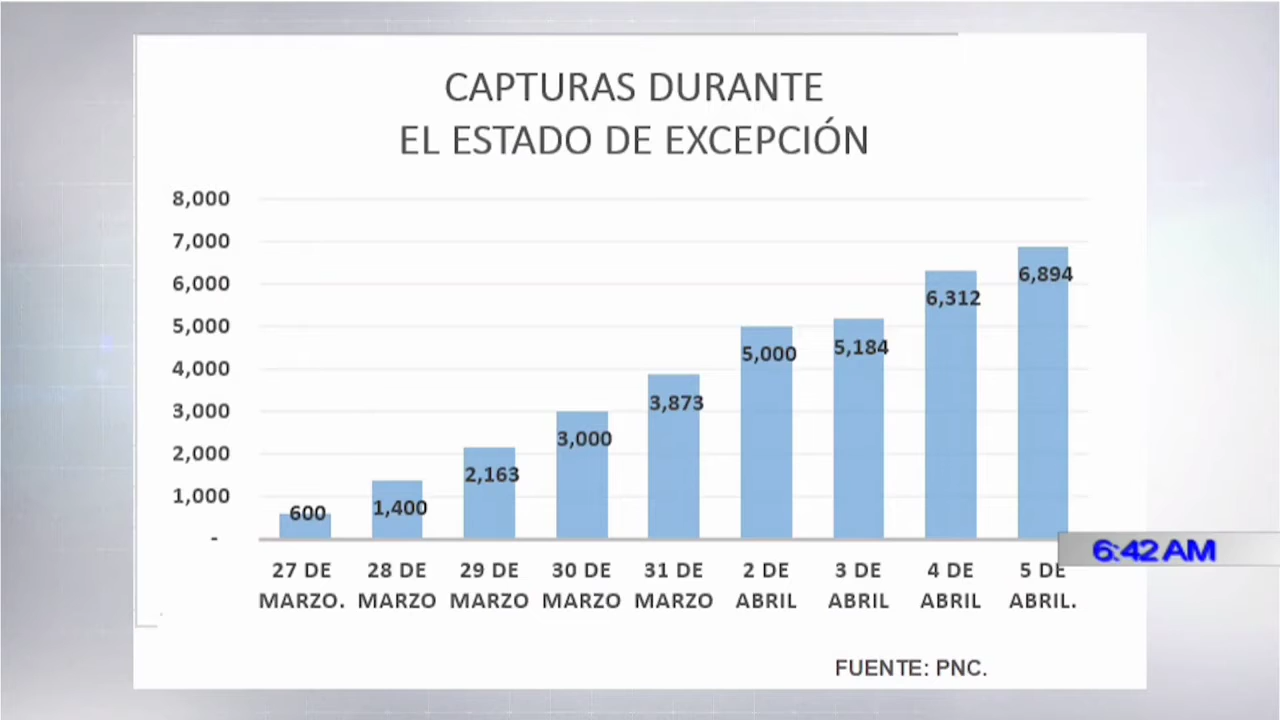 CAPTURAS DURANTE
EL ESTADO DE EXCEPCIÓN
8,000
7,000
6,000
5,000
4,000
3,000
2,000
1,000
-
600
1,400
2,163
3,000
3,873
5,000
5,184
6,312
6,894
27 DE
MARZO.
28 DE
MARZO
29 DE
MARZO
30 DE
MARZO
31 DE
MARZO
2 DE
ABRIL
3 DE
ABRIL
4 DE
ABRIL
5 DE
ABRIL.
6:42 AM
FUENTE: PNC.